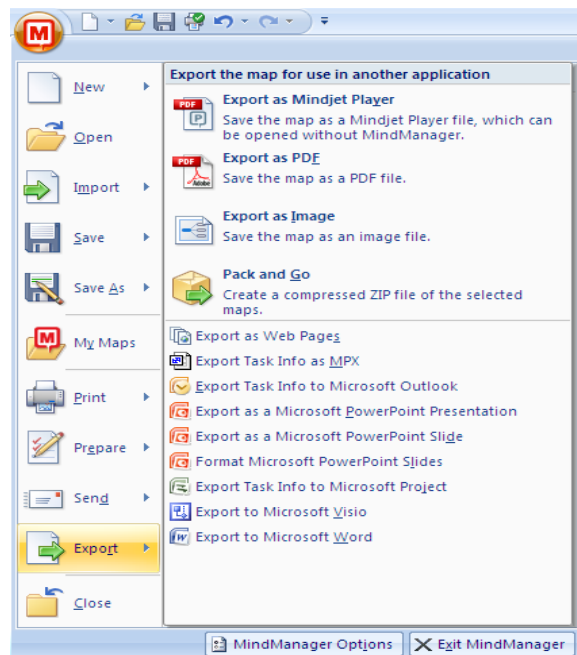 New
Open
Import
Save
Save As
My Maps
Print
Prepare
Send
Export
Close
Export the map for use in another application
Export as Mindjet Player
Save the map as a Mindjet Player file, which can
be opened without MindManager.
Export as PDF
Save the map as a PDF file.
Export as Image
Save the map as an image file.
Pack and Go
Create a compressed ZIP file of the selected
maps.
Export as Web Pages
Export Task Info as MPX
Export Task Info to Microsoft Outlook
Export as a Microsoft PowerPoint Presentation
Export as a Microsoft PowerPoint Slide
Format Microsoft PowerPoint Slides
Export Task Info to Microsoft Project
Export to Microsoft Visio
Export to Microsoft Word
MindManager Options
Exit MindManager
PDF
P
PDF
Adobe
M
M
W